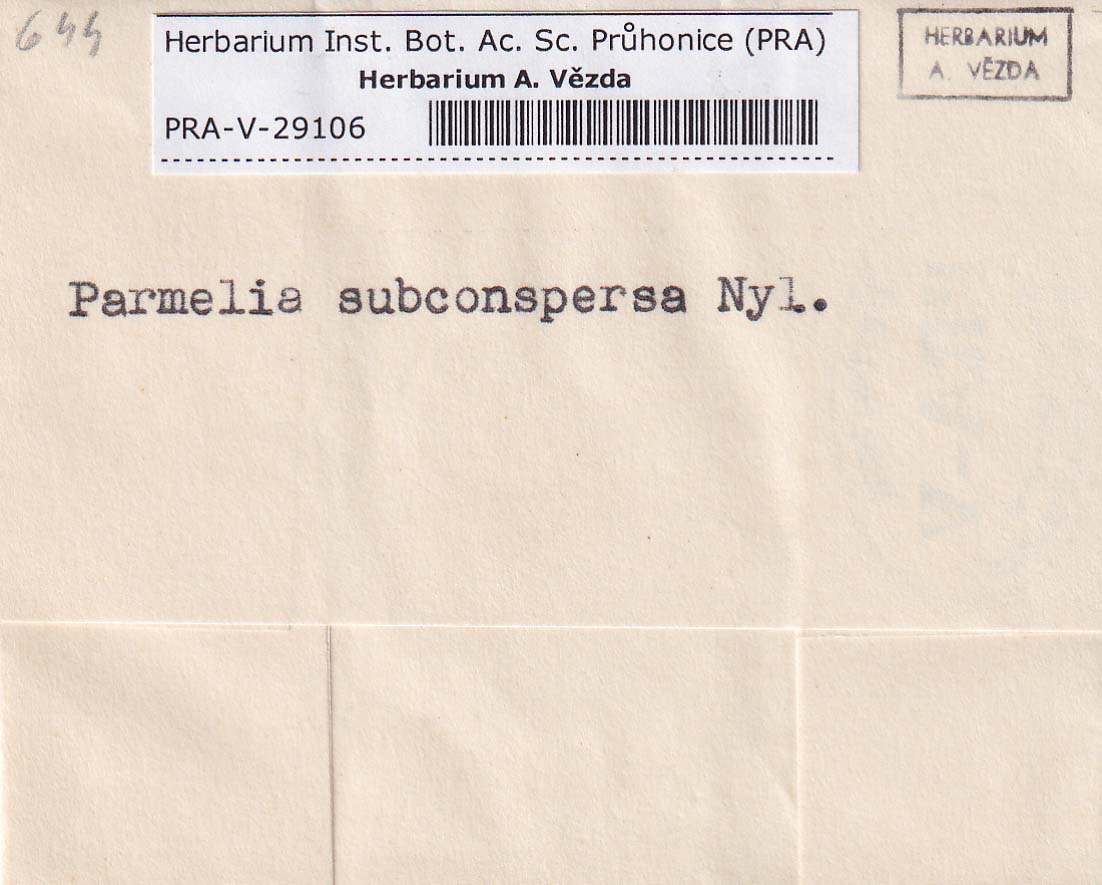 644
Herbarium Inst. Bot. Ac. Sc. Průhonice (PRA)
Herbarium A. Vězda
PRA-V-29106
HERBARIUM
A. VĚZDA
Parmelia subconspersa Nyl.